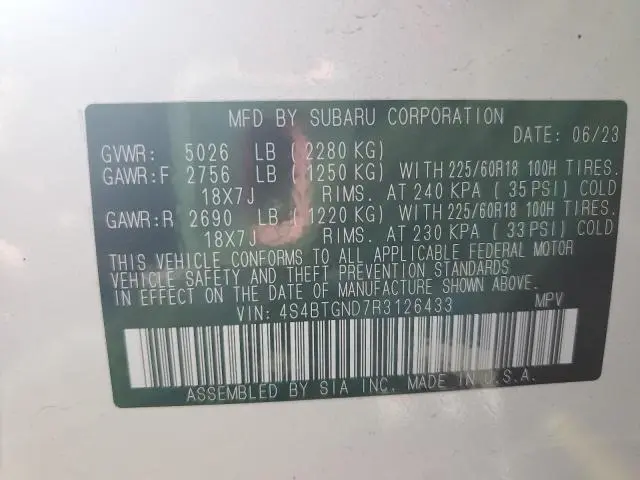 MFD BY SUBARU CORPORATION
DATE: 06/23
GVWR: 5026 LB (2280 KG)
GAWR:F 2756 LB (1250 KG) WITH 225/60R18 100H TIRES.
18X7J RIMS. AT 240 KPA (35 PSI) COLD
GAWR:R 2690 LB (1220 KG) WITH 225/60R18 100H TIRES.
18X7J RIMS. AT 230 KPA (33 PSI) COLD
THIS VEHICLE CONFORMS TO ALL APPLICABLE FEDERAL MOTOR
VEHICLE SAFETY AND THEFT PREVENTION STANDARDS
IN EFFECT ON THE DATE OF MANUFACTURE SHOWN ABOVE.
VIN: 4S4BTGND7R3126433 MPV
ASSEMBLED BY SIA INC. MADE IN U.S.A.